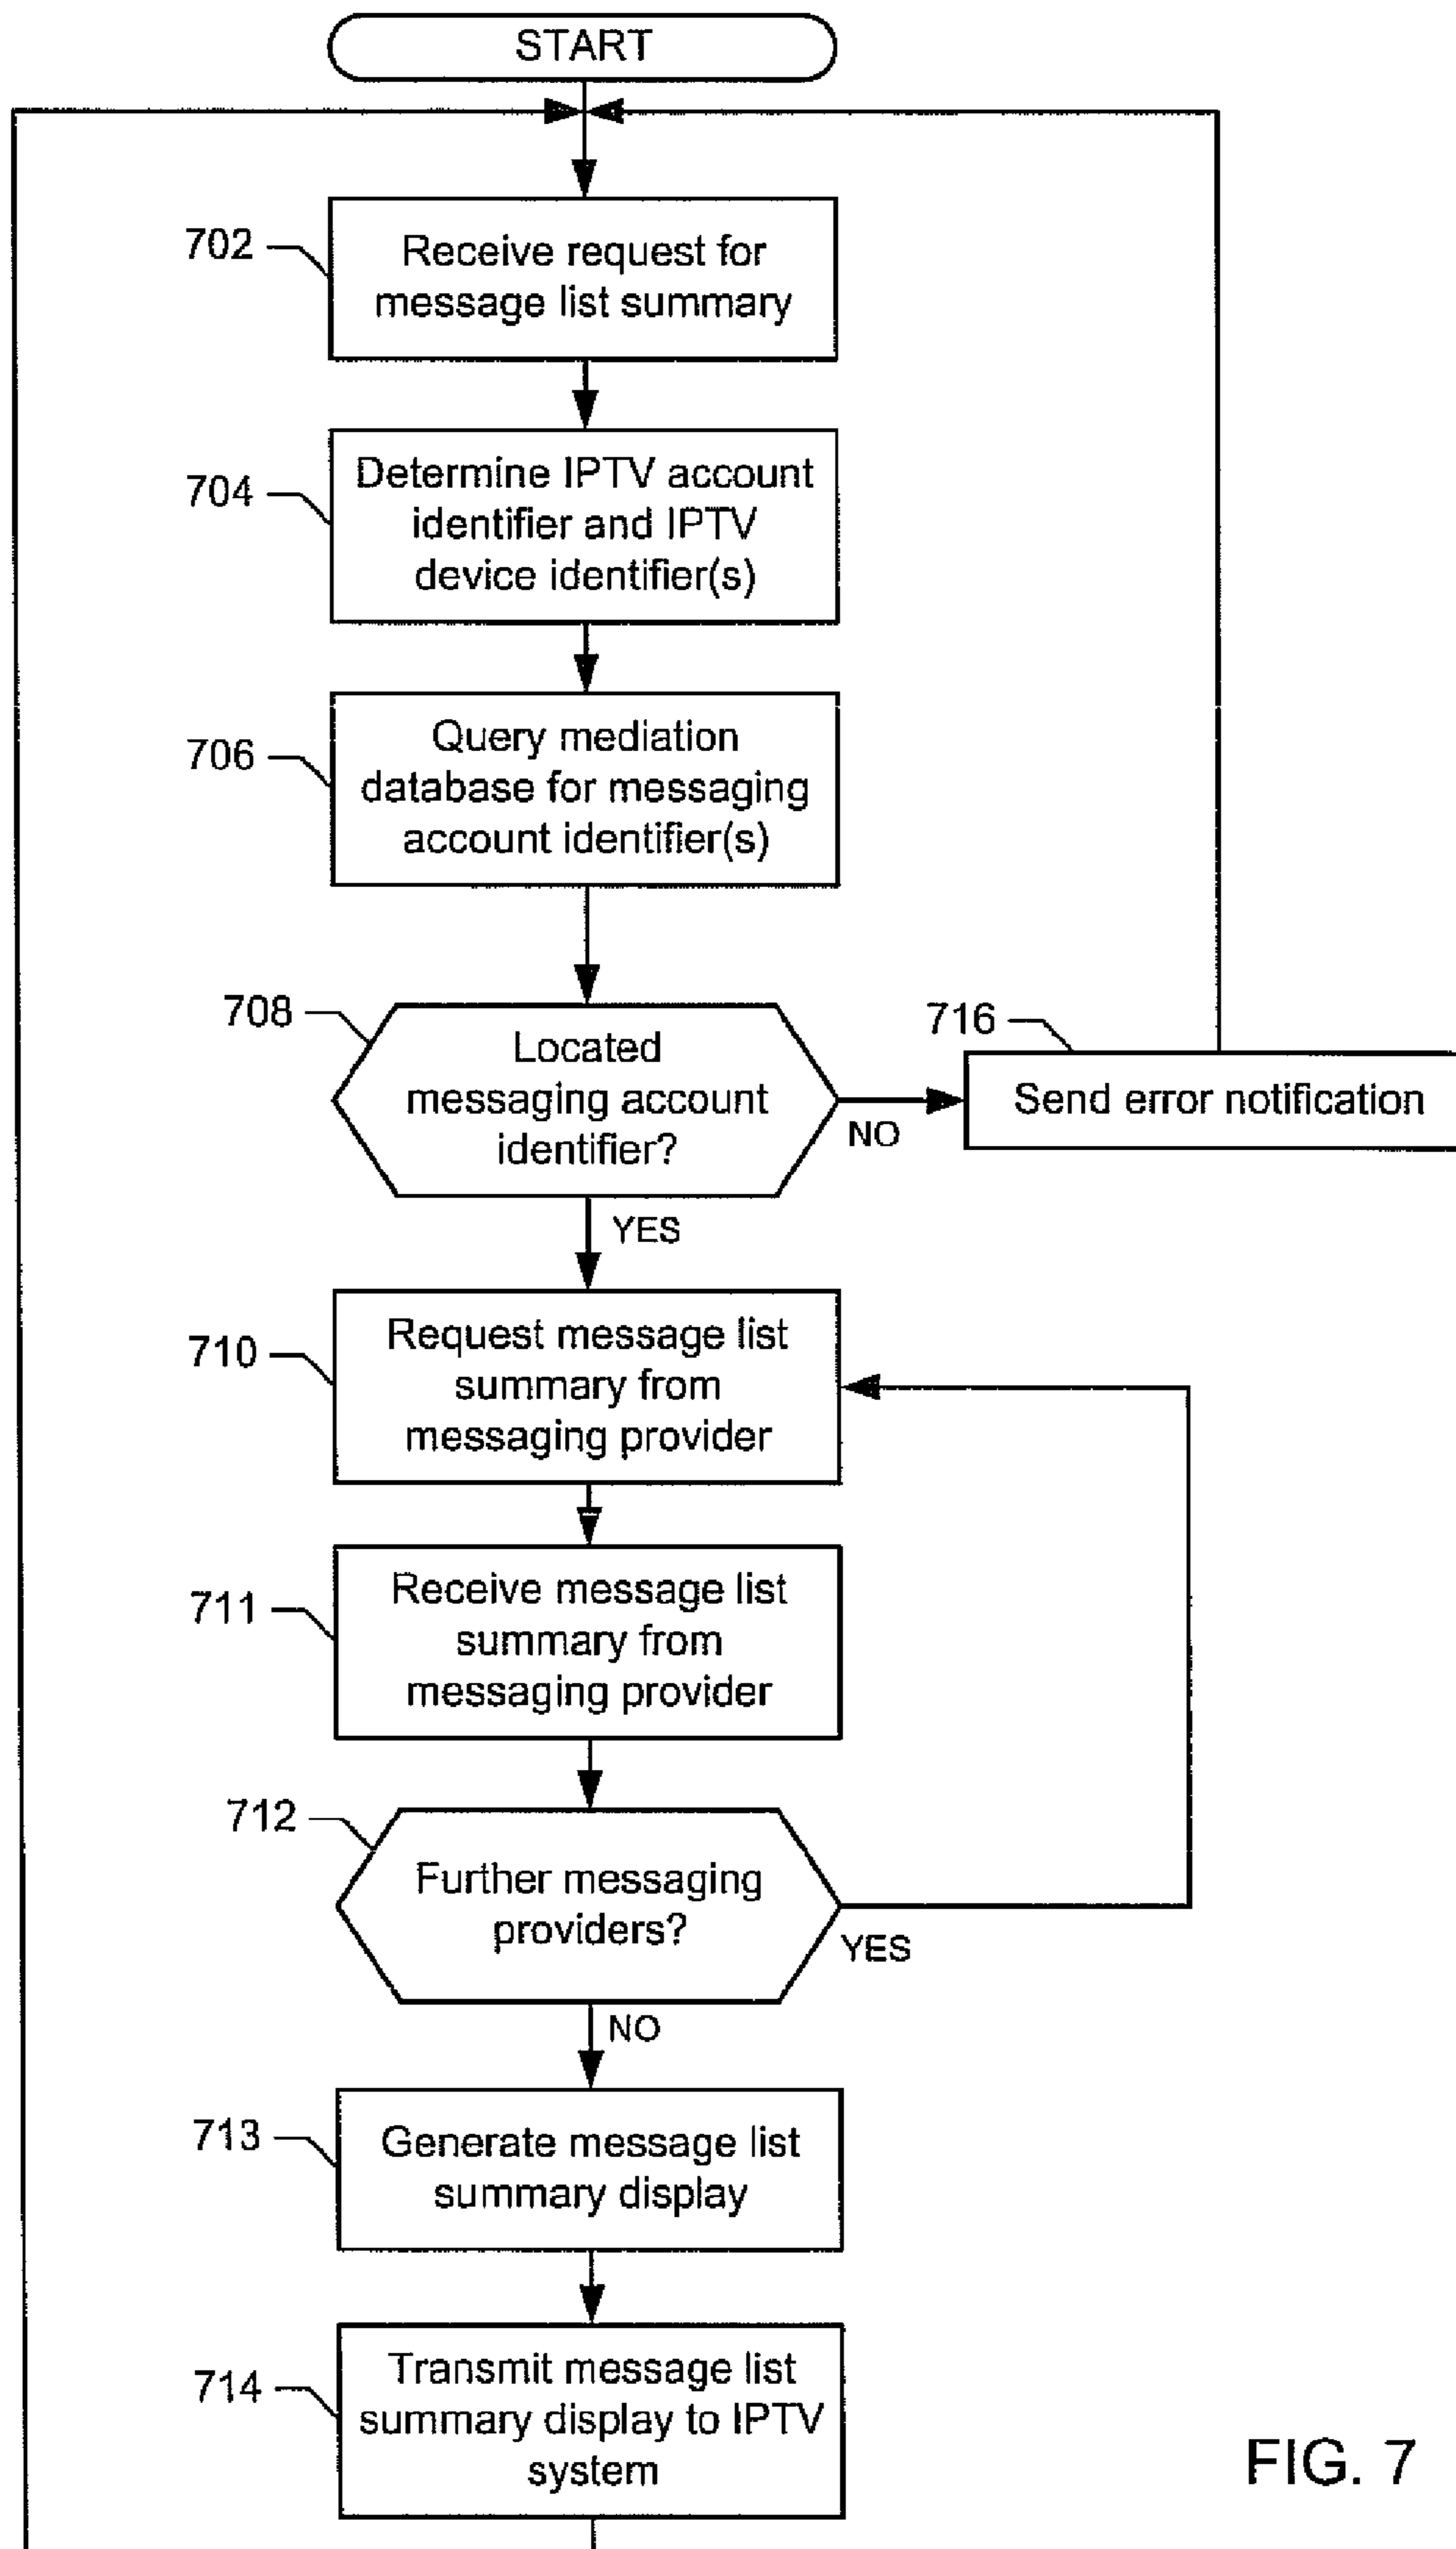 START
702
Receive request for
message list summary
704
Determine IPTV account
identifier and IPTV
device identifier(s)
706
Query mediation
database for messaging
account identifier(s)
708
Located
messaging account
identifier?
NO
716
Send error notification
YES
710
Request message list
summary from
messaging provider
711
Receive message list
summary from
messaging provider
712
Further messaging
providers?
YES
NO
713
Generate message list
summary display
714
Transmit message list
summary display to IPTV
system
FIG. 7